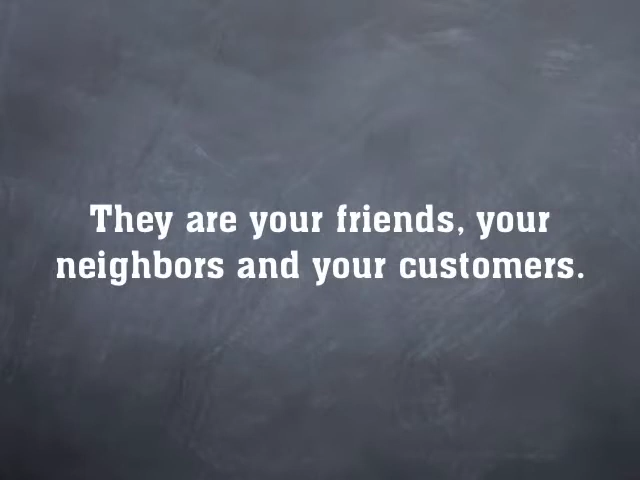 They are your friends, your
neighbors and your customers.